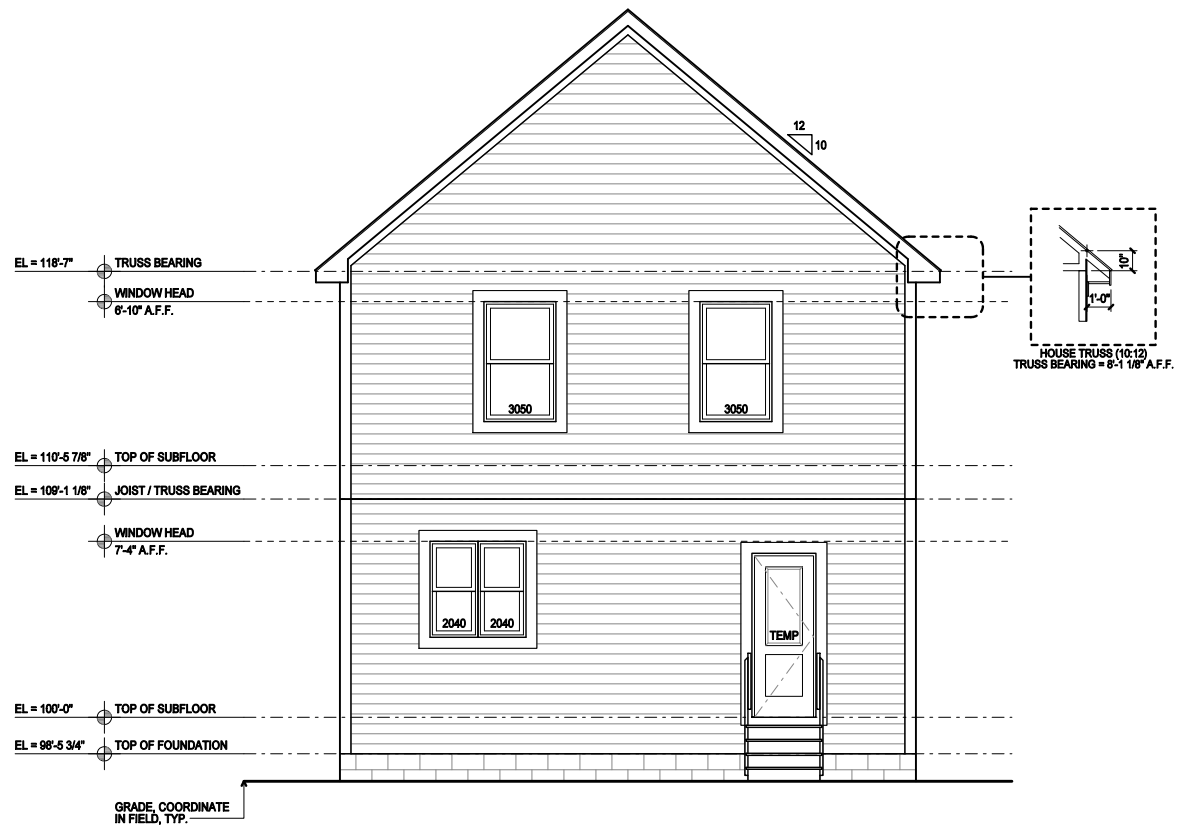 12
10
EL = 118'-7"
TRUSS BEARING
WINDOW HEAD
6'-10" A.F.F.
10"
1'-0"
HOUSE TRUSS (10:12)
TRUSS BEARING = 8'-1 1/8" A.F.F.
3050
3050
EL = 110'-5 7/8"
TOP OF SUBFLOOR
EL = 109'-1 1/8"
JOIST / TRUSS BEARING
WINDOW HEAD
7'-4" A.F.F.
2040
2040
TEMP
EL = 100'-0"
TOP OF SUBFLOOR
EL = 98'-5 3/4"
TOP OF FOUNDATION
GRADE, COORDINATE
IN FIELD, TYP.